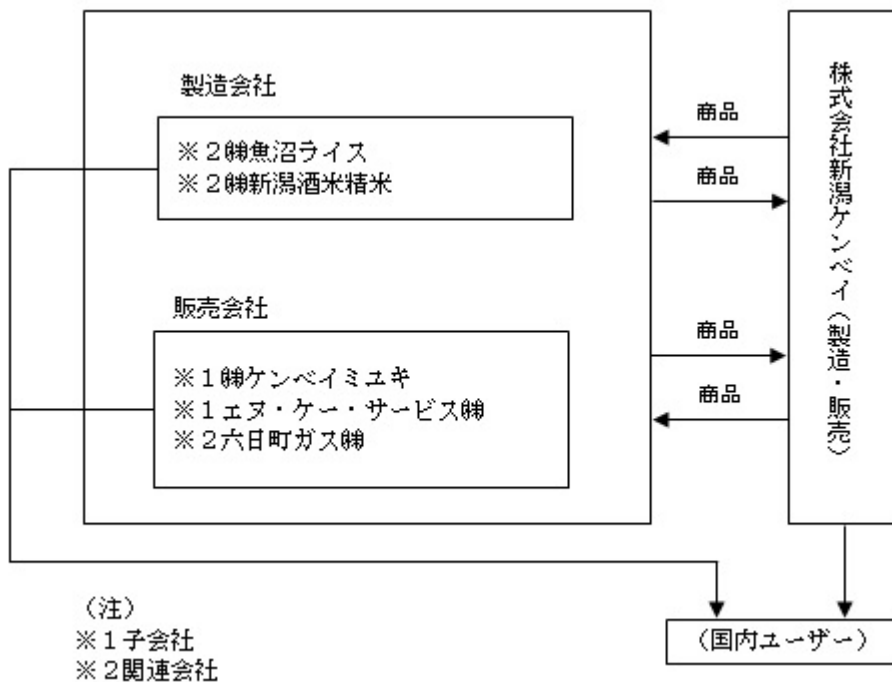 製造会社
※2㈱魚沼ライス
※2㈱新潟酒米精米
販売会社
※1㈱ケンベイミユキ
※1エヌ・ケー・サービス㈱
※2六日町ガス㈱
商品
商品
商品
商品
株式会社新潟ケンベイ(製造・販売)
(国内ユーザー)
(注)
※1子会社
※2関連会社